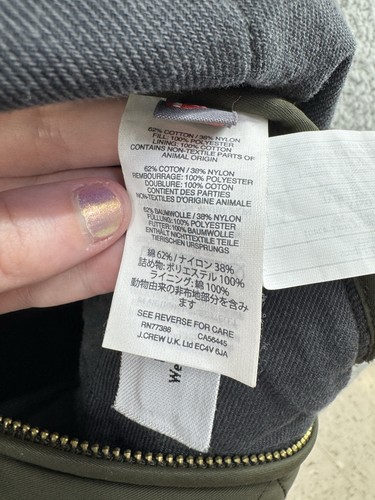 62% COTTON / 38% NYLON
FILL: 100% POLYESTER
LINING: 100% COTTON
CONTAINS NON-TEXTILE PARTS OF
ANIMAL ORIGIN
62% COTON / 38% NYLON
REMBOURRAGE: 100% POLYESTER
DOUBLURE: 100% COTON
CONTIENT DES PARTIES
NON-TEXTILES D'ORIGINE ANIMALE
62% BAUMWOLLE / 38% NYLON
FÜLLUNG: 100% POLYESTER
FUTTER: 100% BAUMWOLLE
ENTHÄLT NICHTTEXTILE TEILE
TIERISCHEN URSPRUNGS
綿 62% / ナイロン 38%
詰め物: ポリエステル 100%
ライニング: 綿 100%
動物由来の非布地部分を含み
ます
SEE REVERSE FOR CARE
RN77388 CA56445
J.CREW U.K. Ltd EC4V 6JA
We